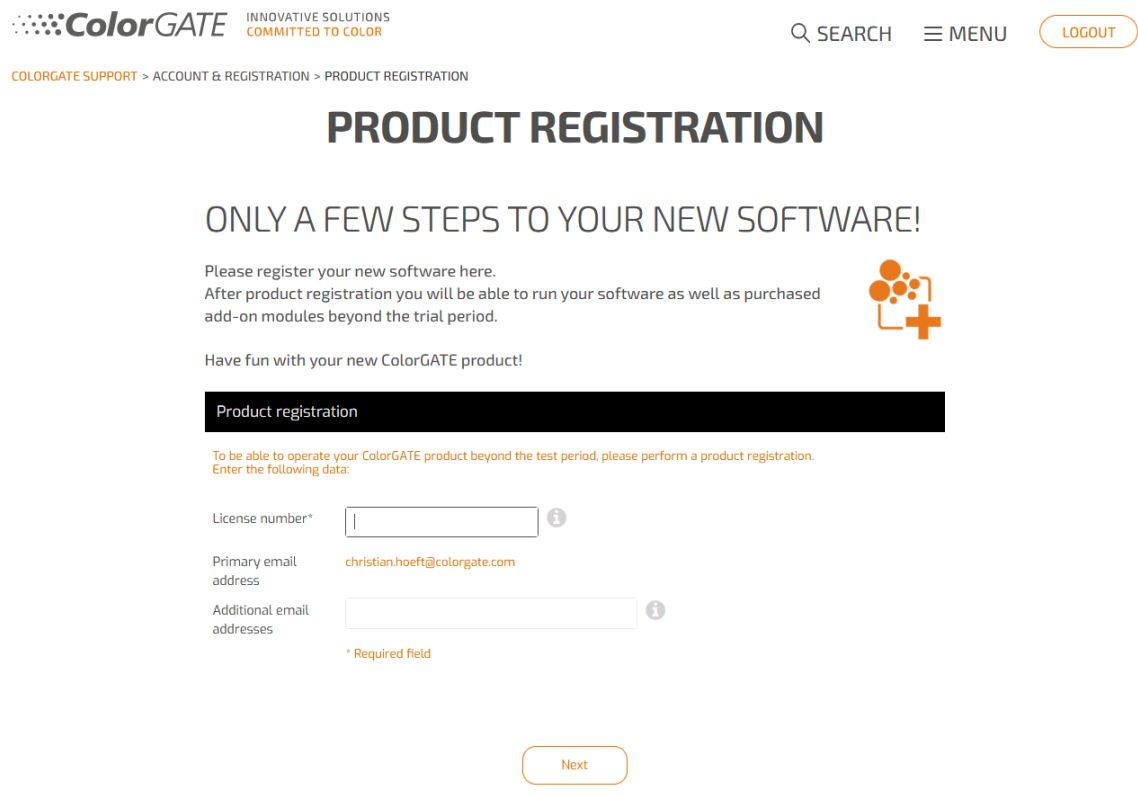 ColorGATE INNOVATIVE SOLUTIONS
COMMITTED TO COLOR
SEARCH MENU LOGOUT
COLORGATE SUPPORT > ACCOUNT & REGISTRATION > PRODUCT REGISTRATION
PRODUCT REGISTRATION
ONLY A FEW STEPS TO YOUR NEW SOFTWARE!
Please register your new software here.
After product registration you will be able to run your software as well as purchased
add-on modules beyond the trial period.
Have fun with your new ColorGATE product!
Product registration
To be able to operate your ColorGATE product beyond the test period, please perform a product registration.
Enter the following data:
License number*
Primary email
address
christian.hoeft@colorgate.com
Additional email
addresses
* Required field
Next